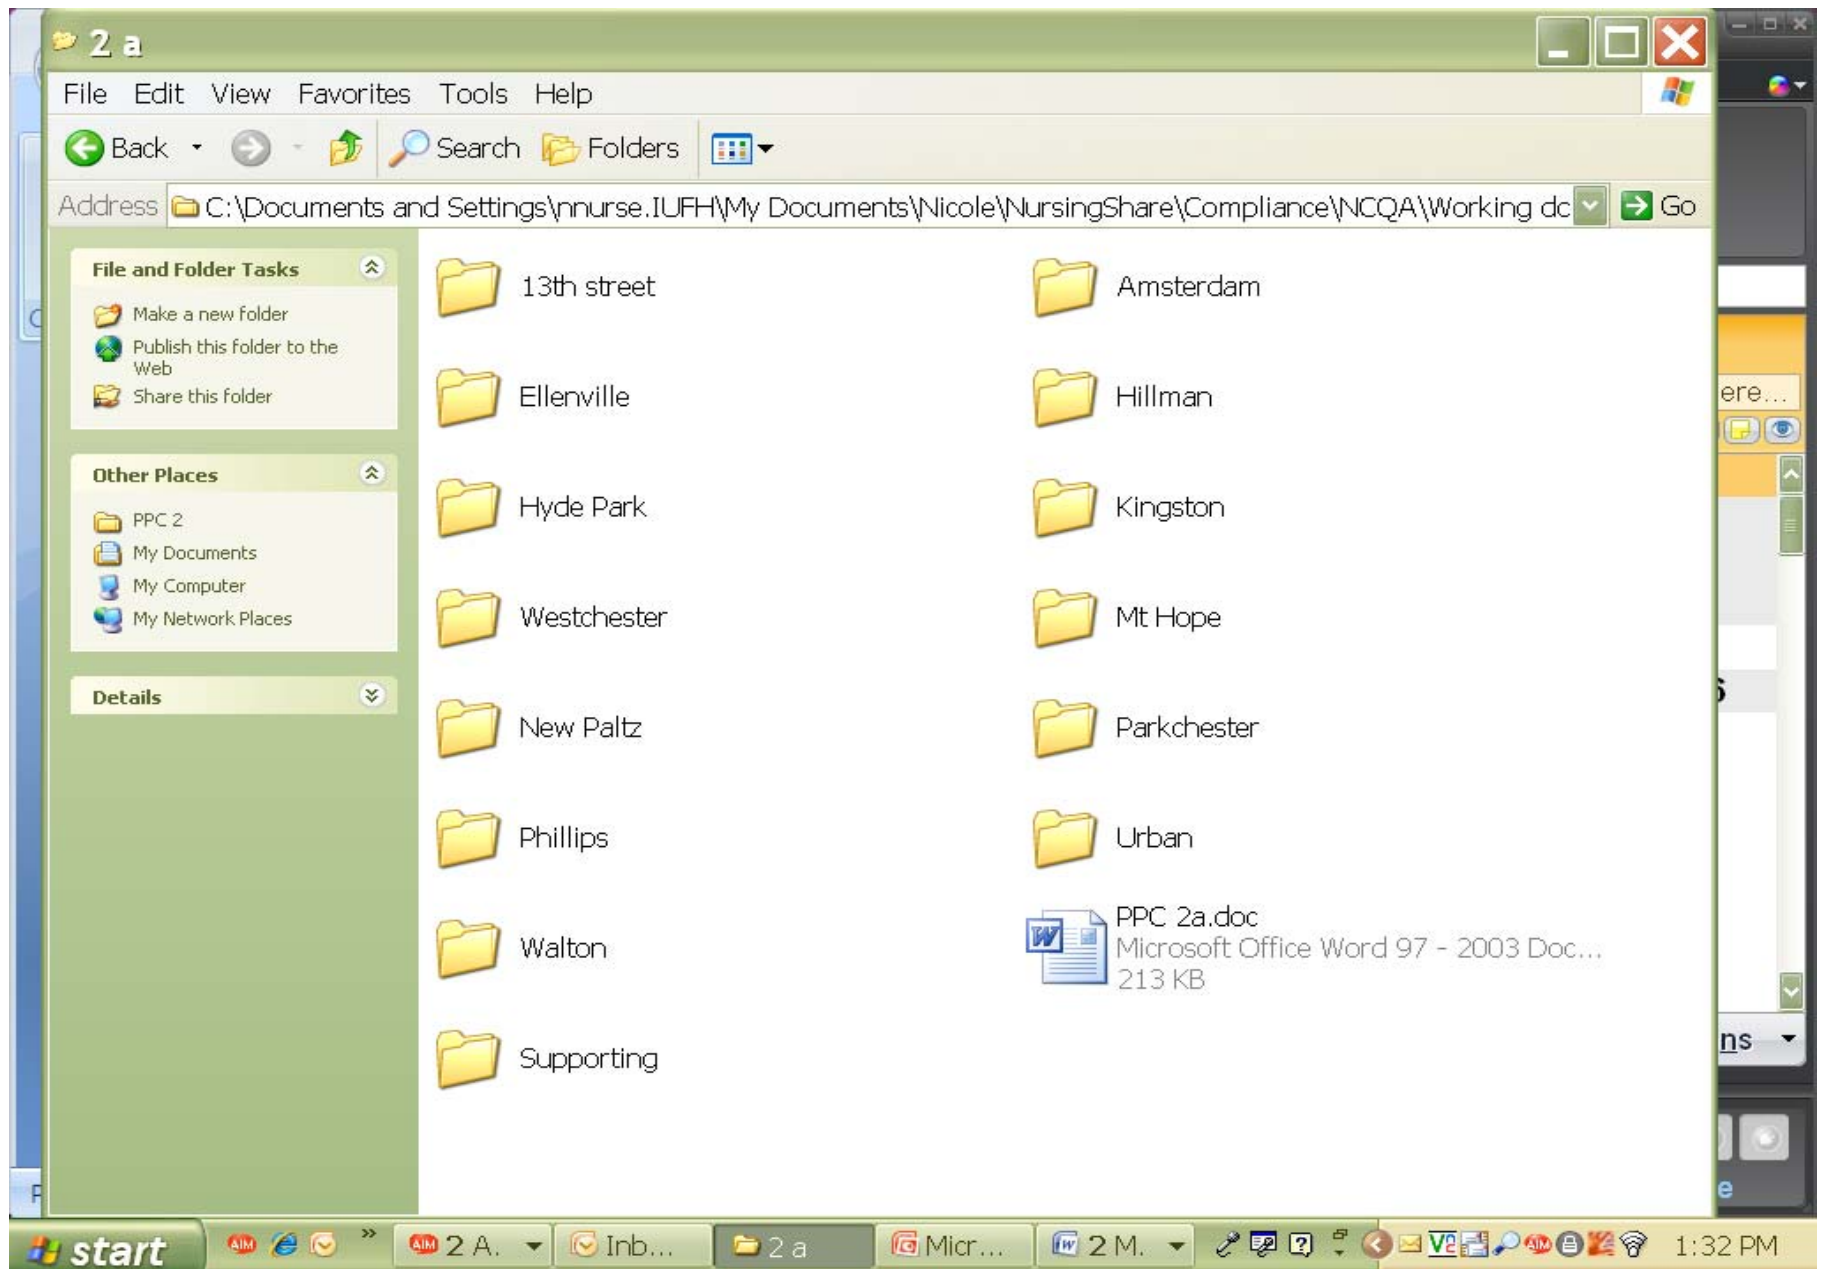 2 a
File Edit View Favorites Tools Help
Back Search Folders
Address C:\Documents and Settings\nnurse.IUFH\My Documents\Nicole\NursingShare\Compliance\NCQA\Working dc Go
File and Folder Tasks
Make a new folder
Publish this folder to the
Web
Share this folder
Other Places
PPC 2
My Documents
My Computer
My Network Places
Details
13th street
Amsterdam
Ellenville
Hillman
Hyde Park
Kingston
Westchester
Mt Hope
New Paltz
Parkchester
Phillips
Urban
Walton
PPC 2a.doc
Microsoft Office Word 97 - 2003 Doc...
213 KB
Supporting
ere...
ns
e
start AIM » AIM 2 A. Inb... 2 a Micr... 2 M. V2 AIM 1:32 PM